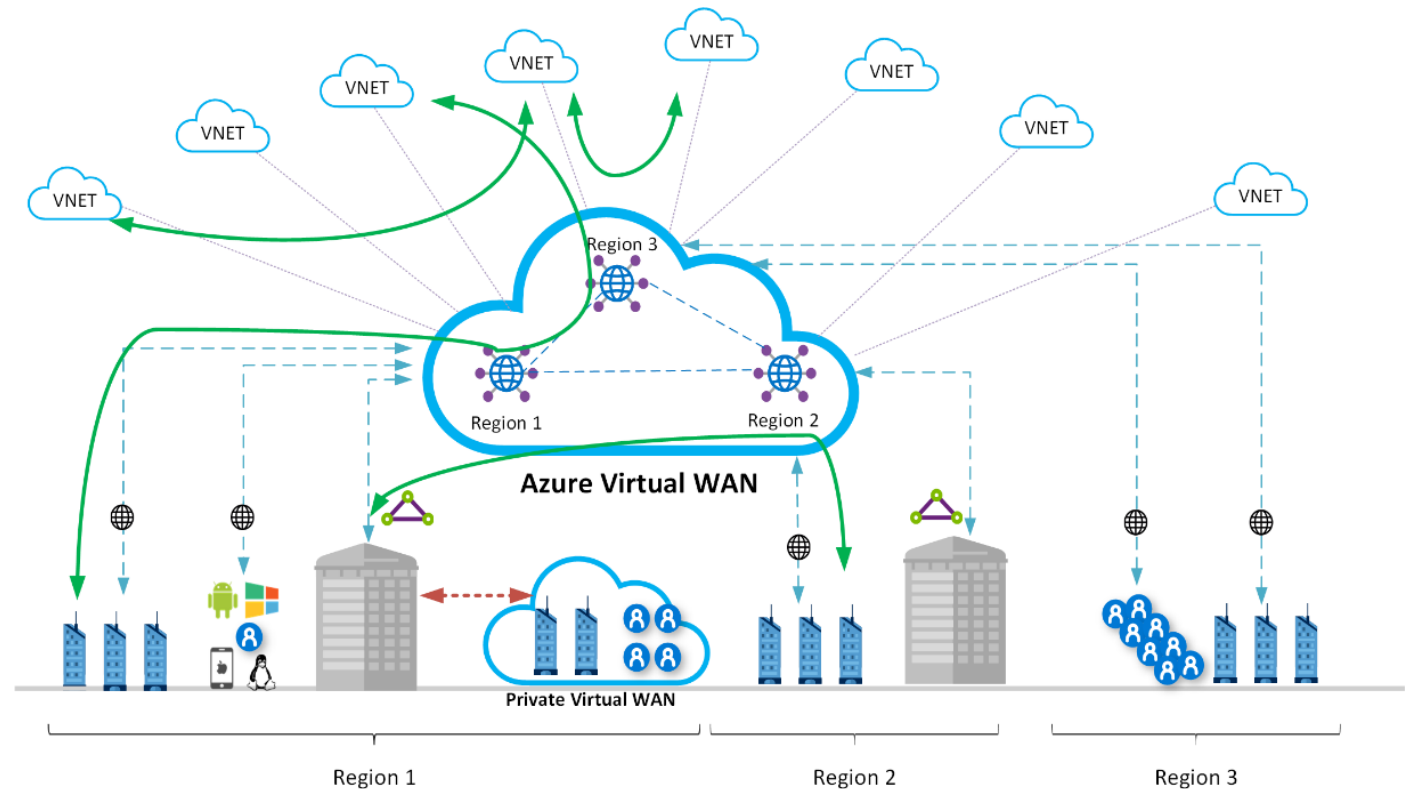 VNET
VNET
VNET
VNET
VNET
VNET
VNET
VNET
Region 3
Region 1
Region 2
Azure Virtual WAN
Private Virtual WAN
Region 1
Region 2
Region 3